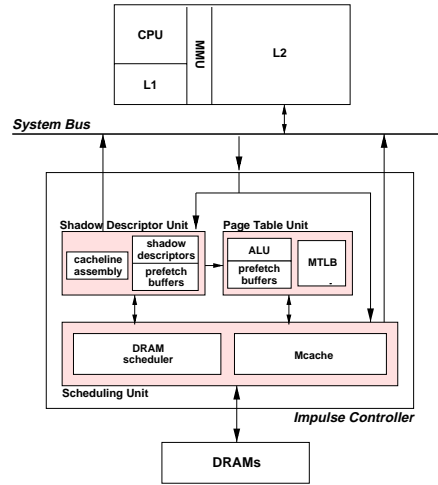 CPU
MMU
L2
L1
System Bus
Shadow Descriptor Unit
Page Table Unit
cacheline
assembly
shadow
descriptors
prefetch
buffers
ALU
prefetch
buffers
MTLB
DRAM
scheduler
Mcache
Scheduling Unit
Impulse Controller
DRAMs